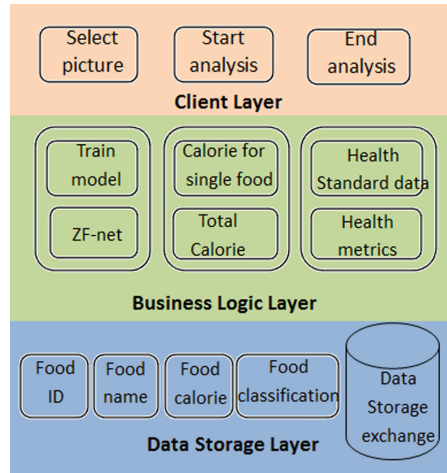 Select picture
Start analysis
End analysis
Client Layer
Train model
Calorie for single food
Health Standard data
ZF-net
Total Calorie
Health metrics
Business Logic Layer
Food ID
Food name
Food calorie
Food classification
Data Storage exchange
Data Storage Layer